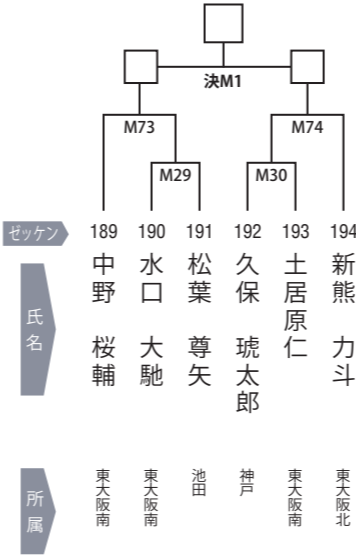 決M1
M73
M74
M29
M30
ゼッケン
189
190
191
192
193
194
氏名
中野 桜輔
水口 大馳
松葉 尊矢
久保 琥太郎
土居原仁
新熊 力斗
所属
東大阪南
東大阪南
池田
神戸
東大阪南
東大阪北